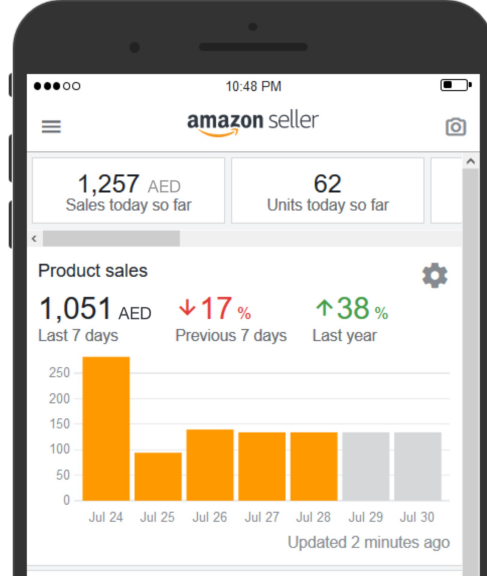 10:48 PM
amazon seller
1,257 AED
Sales today so far
62
Units today so far
Product sales
1,051 AED
Last 7 days
17 %
Previous 7 days
38 %
Last year
250
200
150
100
50
0
Jul 24 Jul 25 Jul 26 Jul 27 Jul 28 Jul 29 Jul 30
Updated 2 minutes ago